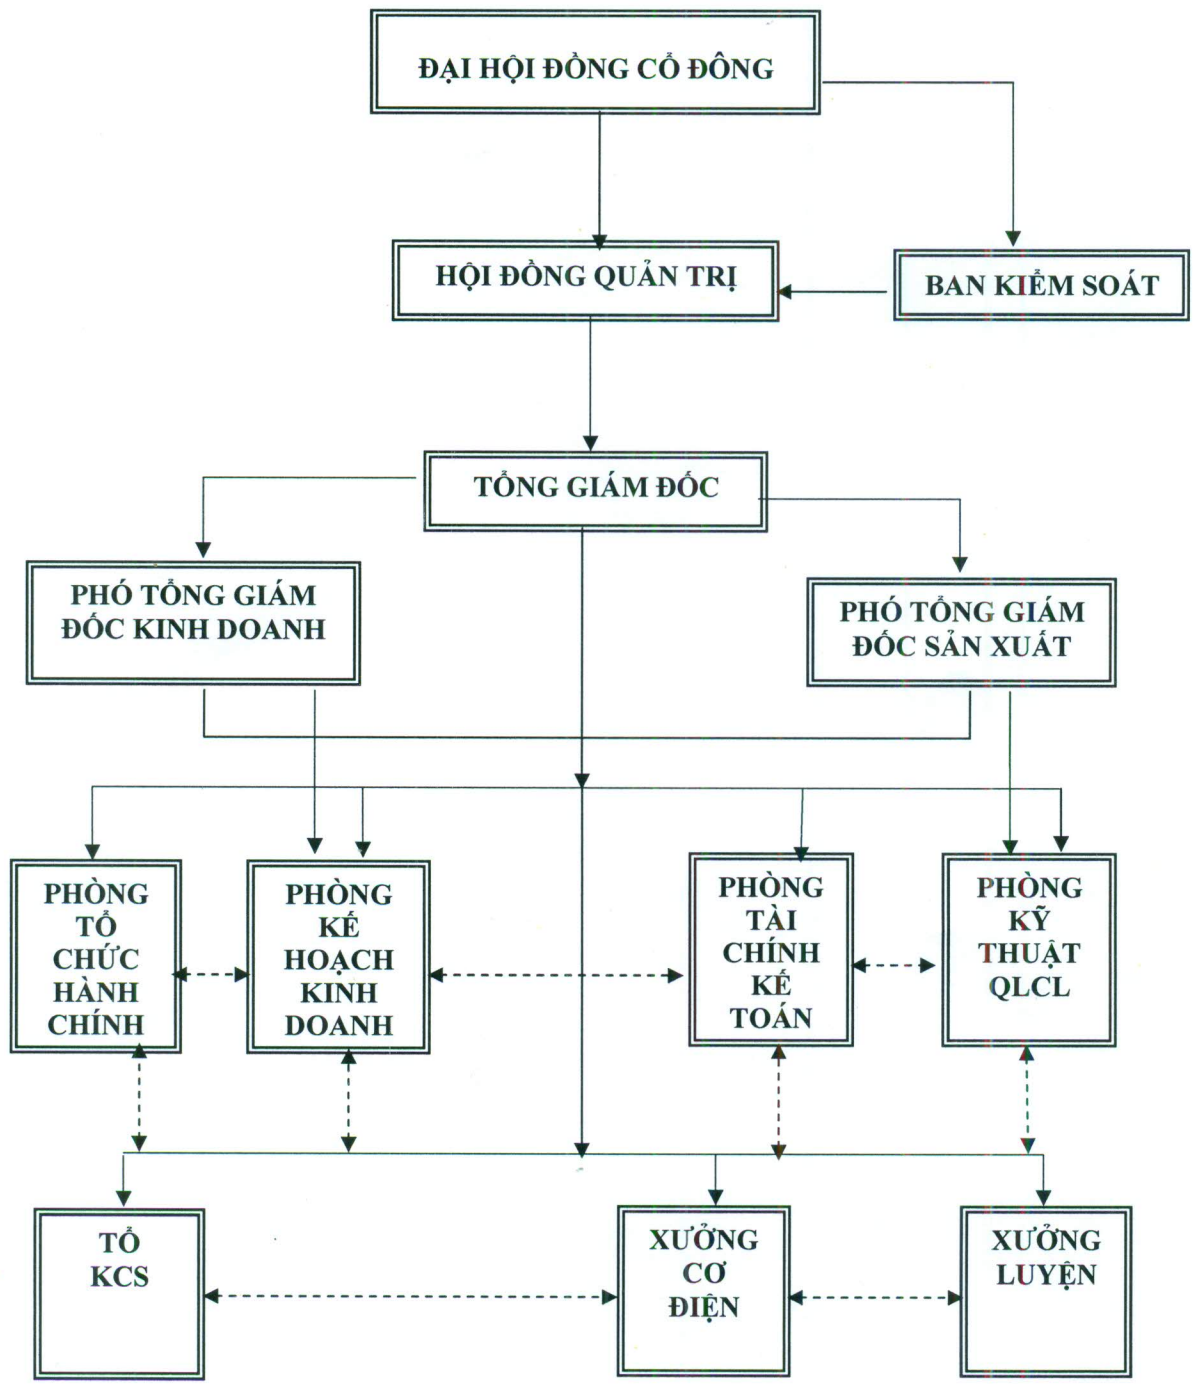 ĐẠI HỘI ĐỒNG CỔ ĐÔNG
HỘI ĐỒNG QUẢN TRỊ
BAN KIỂM SOÁT
TỔNG GIÁM ĐỐC
PHÓ TỔNG GIÁM
ĐỐC KINH DOANH
PHÓ TỔNG GIÁM
ĐỐC SẢN XUẤT
PHÒNG
TỔ
CHỨC
HÀNH
CHÍNH
PHÒNG
KẾ
HOẠCH
KINH
DOANH
PHÒNG
TÀI
CHÍNH
KẾ
TOÁN
PHÒNG
KỸ
THUẬT
QLCL
TỔ
KCS
XƯỞNG
CƠ
ĐIỆN
XƯỞNG
LUYỆN